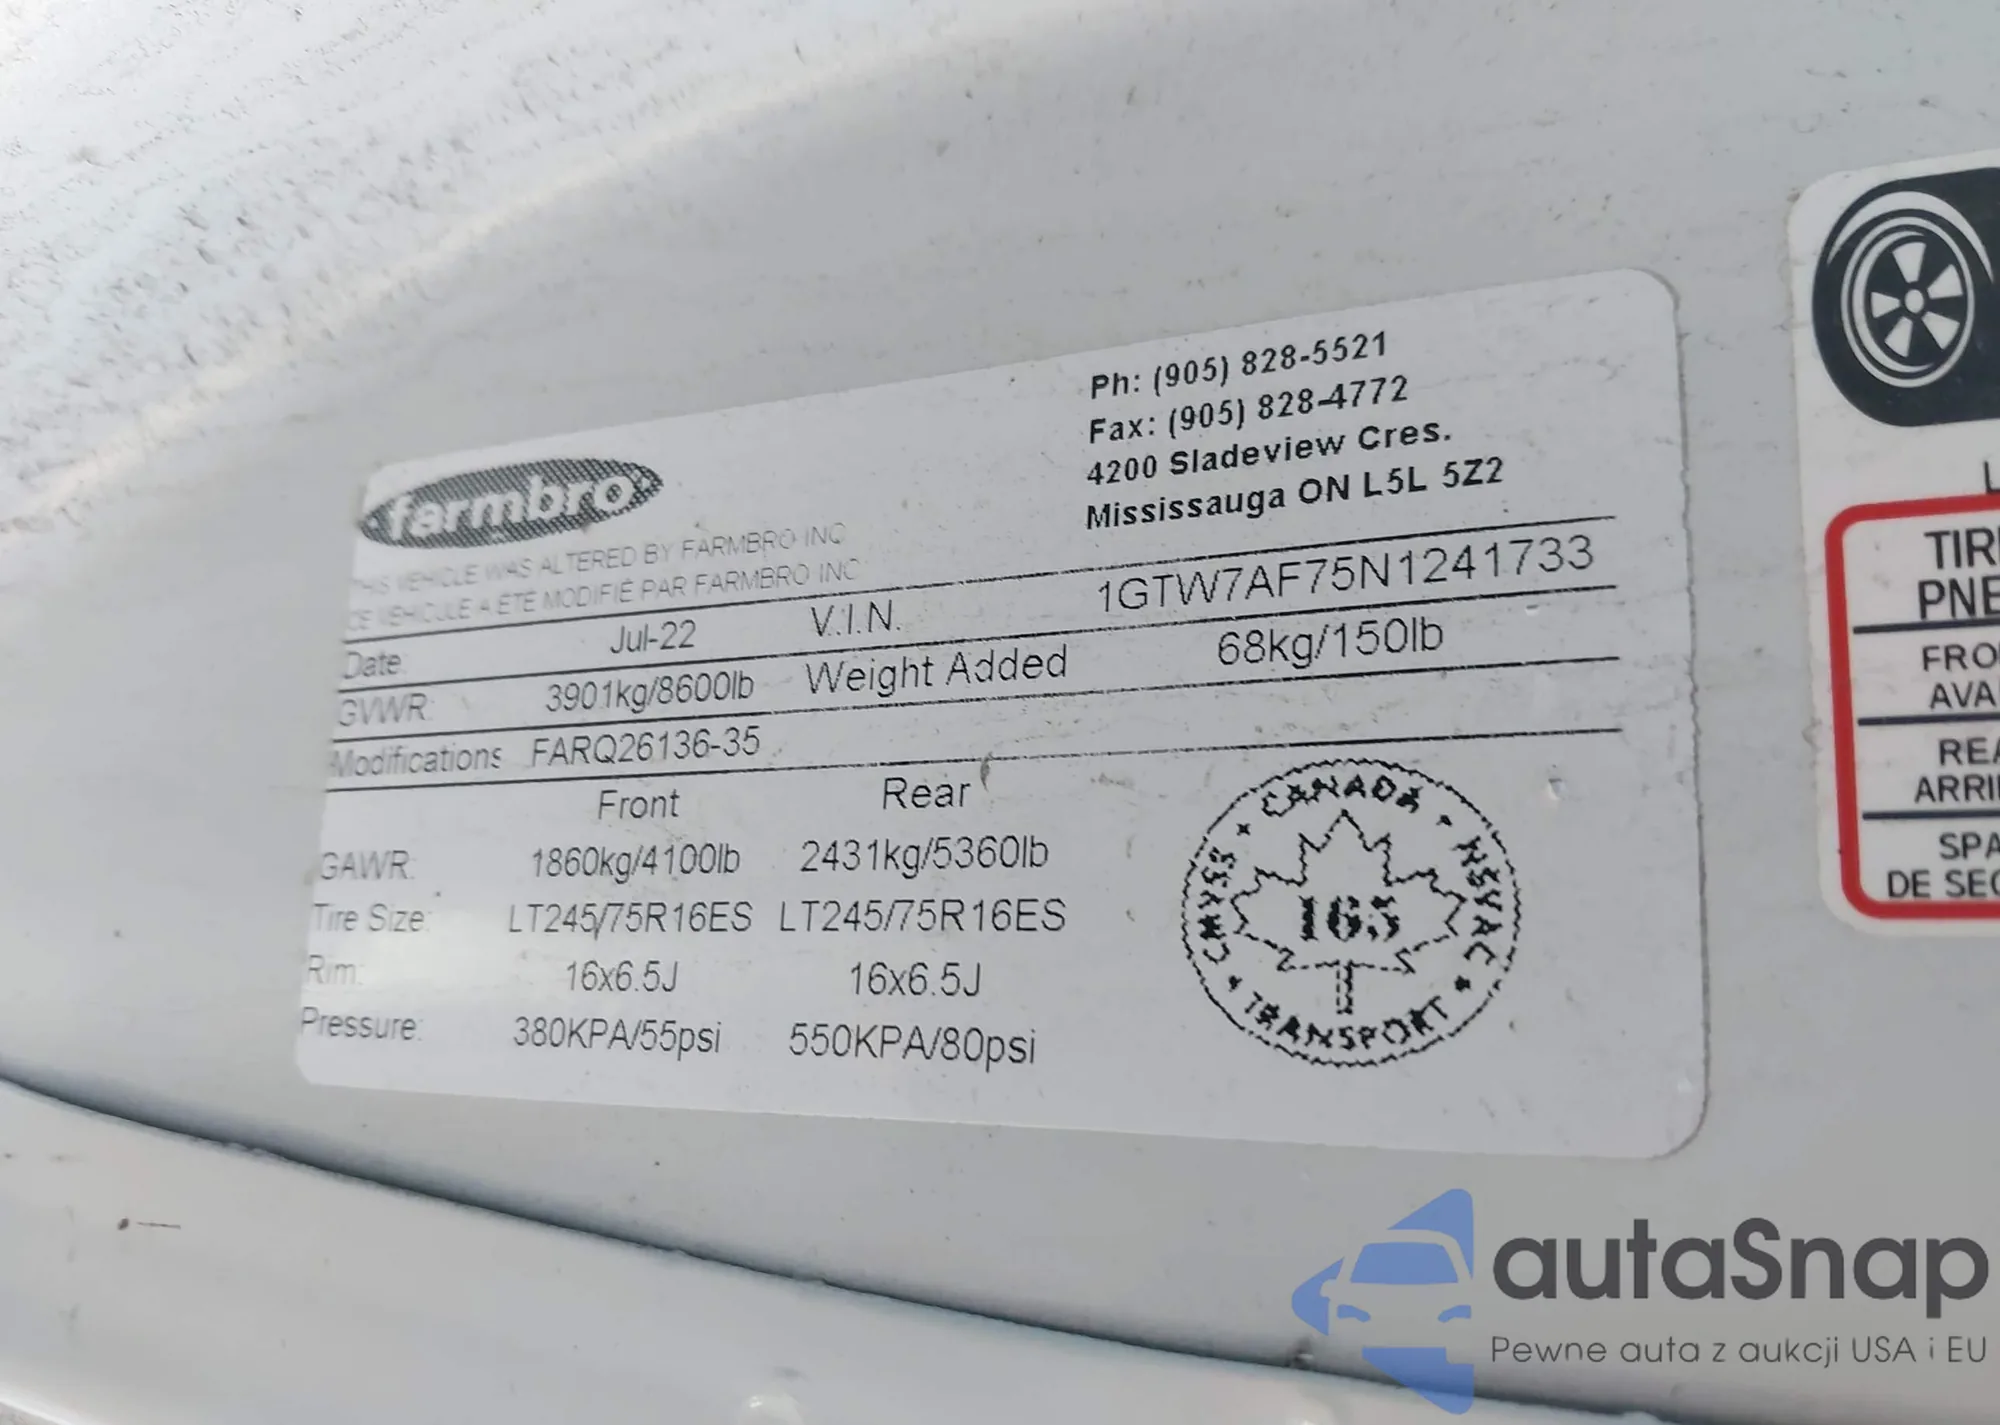 farmbro
THIS VEHICLE WAS ALTERED BY FARMBRO INC
CE VEHICULE A ÉTÉ MODIFIÉ PAR FARMBRO INC
Ph: (905) 828-5521
Fax: (905) 828-4772
4200 Sladeview Cres.
Mississauga ON L5L 5Z2
Date: Jul-22 V.I.N. 1GTW7AF75N1241733
GVWR: 3901kg/8600lb Weight Added 68kg/150lb
Modifications FARQ26136-35
Front Rear
GAWR: 1860kg/4100lb 2431kg/5360lb
Tire Size: LT245/75R16ES LT245/75R16ES
Rim: 16x6.5J 16x6.5J
Pressure: 380KPA/55psi 550KPA/80psi
CANADA
NSVAC
TRANSPORT
CMVSS
165
TIR
PNE
FRO
AVA
REA
ARRI
SPA
DE SEC
autaSnap
Pewne auta z aukcji USA i EU